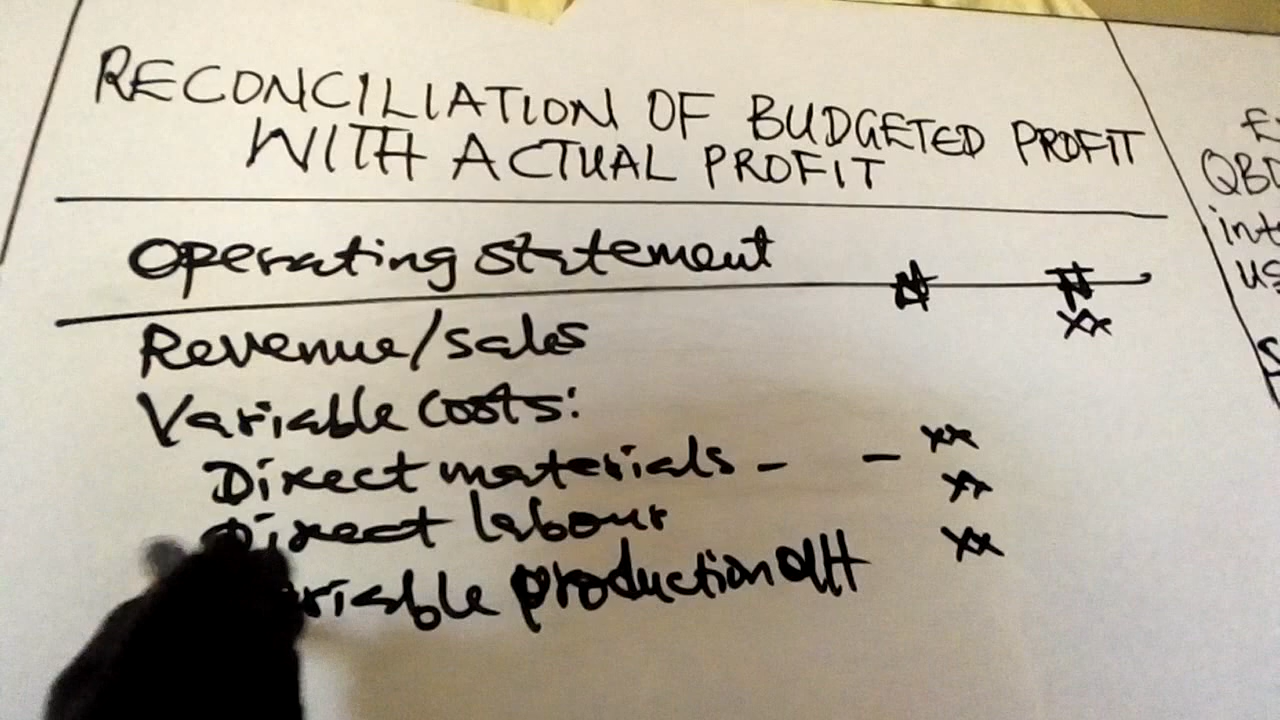 RECONCILIATION OF BUDGETED PROFIT
WITH ACTUAL PROFIT
Operating statement
₦ ₦
Revenue/sales xx
Variable costs:
Direct materials - - xx
Direct labour xx
Variable production O/H xx
QBD